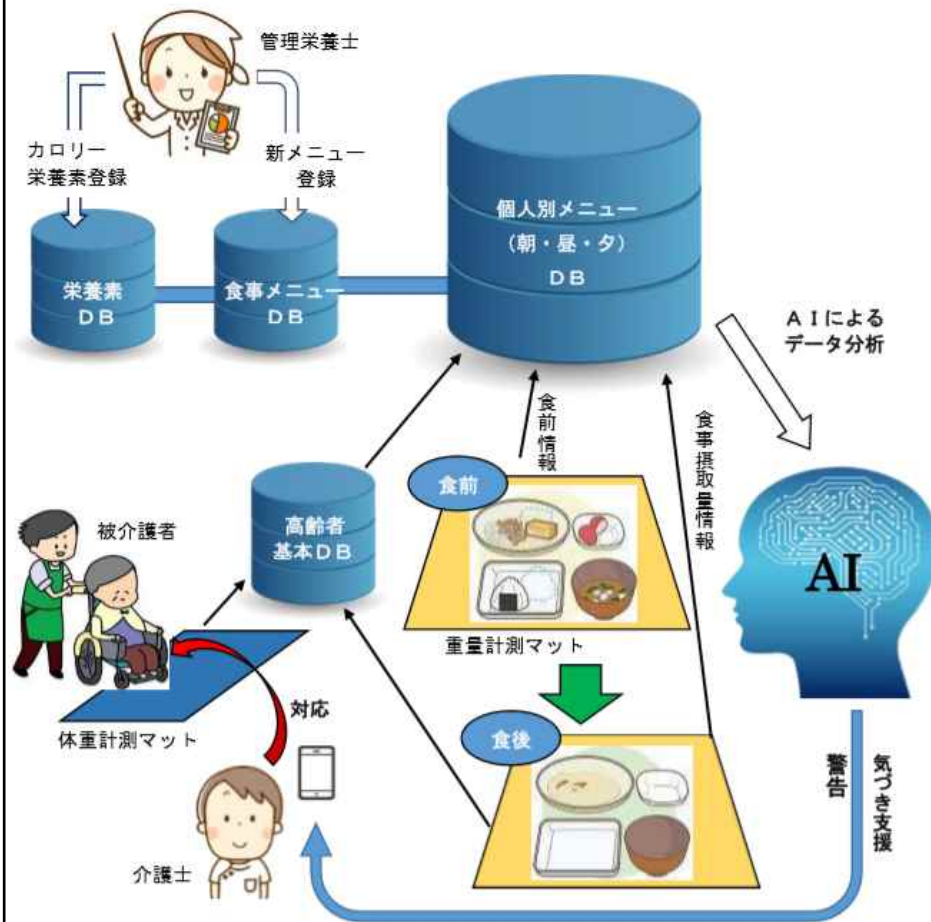 管理栄養士
カロリー
栄養素登録
新メニュー
登録
栄養素
DB
食事メニュー
DB
個人別メニュー
(朝・昼・夕)
DB
AIによる
データ分析
食前情報
食事摂取量情報
食前
高齢者
基本DB
被介護者
AI
重量計測マット
対応
体重計測マット
食後
警告
気づき支援
介護士